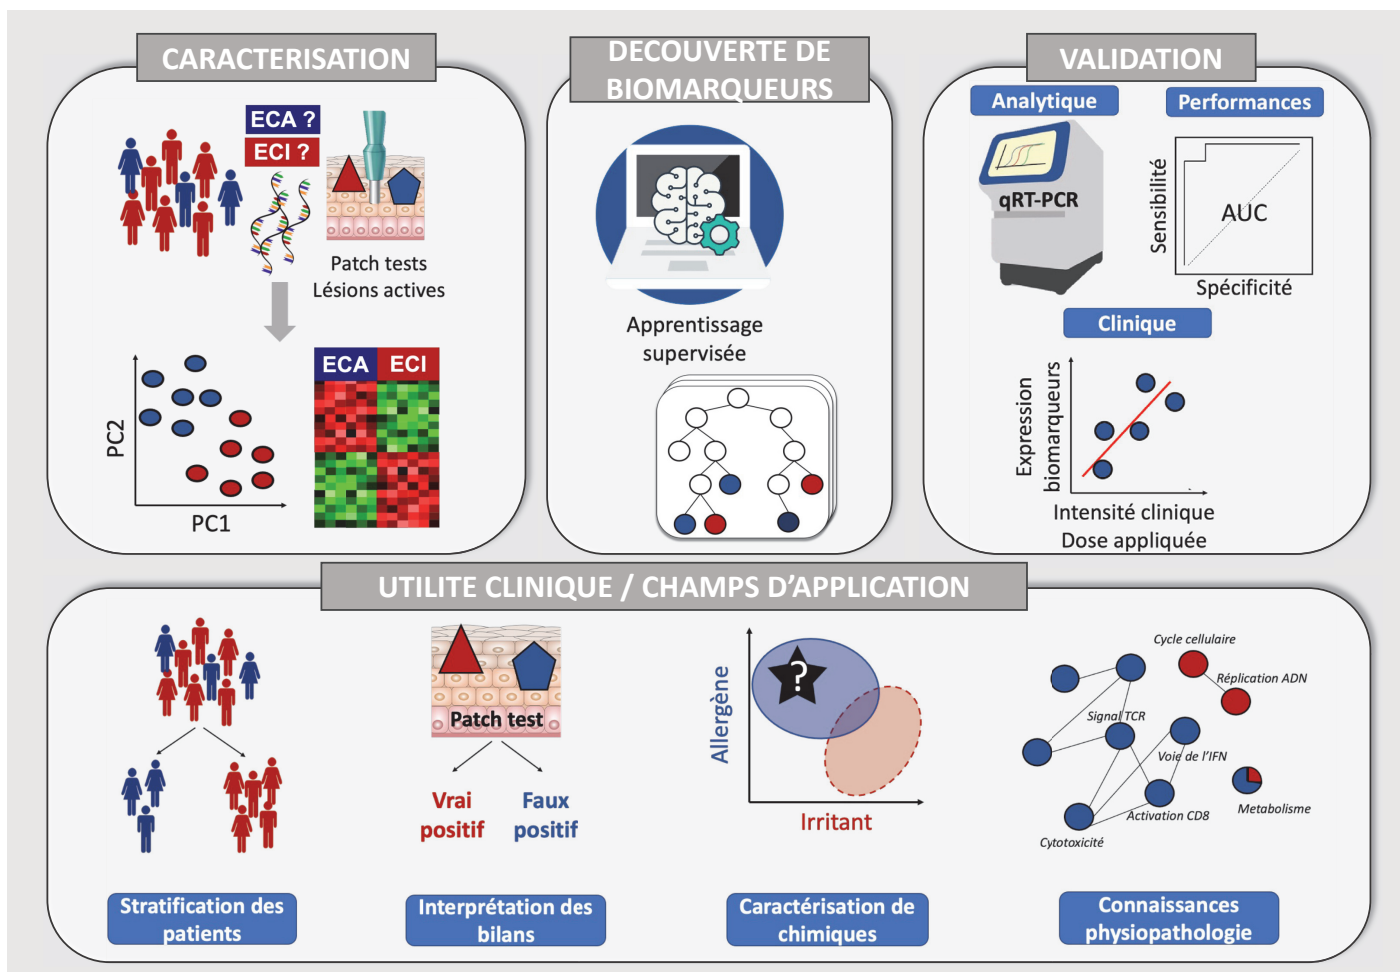 CARACTERISATION
ECA ?
ECI ?
Patch tests
Lésions actives
PC2
PC1
ECA ECI
DECOUVERTE DE
BIOMARQUEURS
Apprentissage
supervisée
VALIDATION
Analytique
qRT-PCR
Performances
Sensibilité
AUC
Spécificité
Clinique
Expression
biomarqueurs
Intensité clinique
Dose appliquée
UTILITE CLINIQUE / CHAMPS D’APPLICATION
Stratification des
patients
Patch test
Vrai
positif
Faux
positif
Interprétation des
bilans
Allergène
?
Irritant
Caractérisation de
chimiques
Cycle cellulaire
Réplication ADN
Signal TCR
Voie de l’IFN
Metabolisme
Activation CD8
Cytotoxicité
Connaissances
physiopathologie